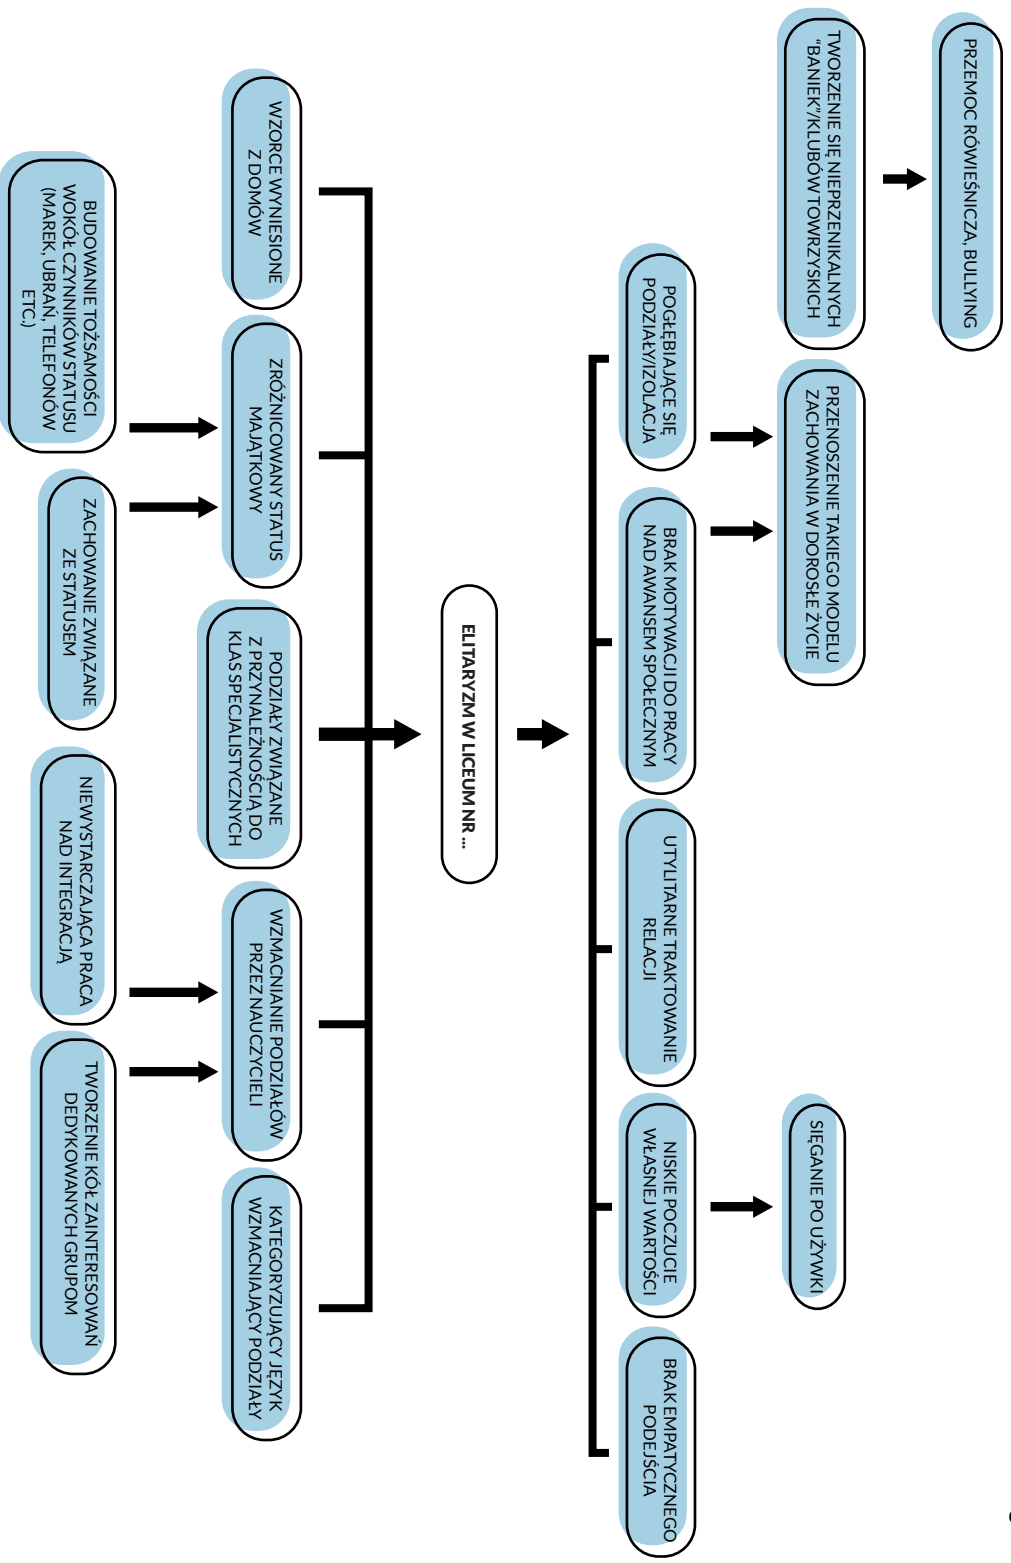 PRZEMOC RÓWIEŚNICZA, BULLYING
TWORZENIE SIĘ NIEPRZENIKALNYCH
"BANIEK"/KLUBÓW TOWRZYSKICH
PRZENOSZENIE TAKIEGO MODELU
ZACHOWANIA W DOROSŁE ŻYCIE
SIĘGANIE PO UŻYWKI
POGŁĘBIAJĄCE SIĘ
PODZIAŁY/IZOLACJA
BRAK MOTYWACJI DO PRACY
NAD AWANSEM SPOŁECZNYM
UTYLITARNE TRAKTOWANIE
RELACJI
NISKIE POCZUCIE
WŁASNEJ WARTOŚCI
BRAK EMPATYCZNEGO
PODEJŚCIA
ELITARYZM W LICEUM NR ...
WZORCE WYNIESIONE
Z DOMÓW
ZRÓŻNICOWANY STATUS
MAJĄTKOWY
PODZIAŁY ZWIĄZANE
Z PRZYNALEŻNOŚCIĄ DO
KLAS SPECJALISTYCZNYCH
WZMACNIANIE PODZIAŁÓW
PRZEZ NAUCZYCIELI
KATEGORYZUJĄCY JĘZYK
WZMACNIAJĄCY PODZIAŁY
BUDOWANIE TOŻSAMOŚCI
WOKÓŁ CZYNNIKÓW STATUSU
(MAREK, UBRAŃ, TELEFONÓW
ETC.)
ZACHOWANIE ZWIĄZANE
ZE STATUSEM
NIEWYSTARCZAJĄCA PRACA
NAD INTEGRACJĄ
TWORZENIE KÓŁ ZAINTERESOWAŃ
DEDYKOWANYCH GRUPOM